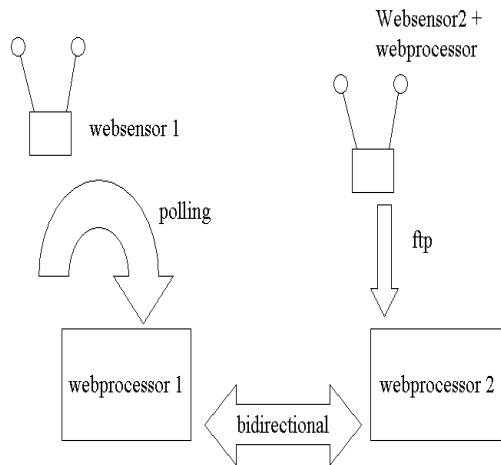 Websensor2 +
webprocessor
websensor 1
polling
ftp
webprocessor 1
bidirectional
webprocessor 2